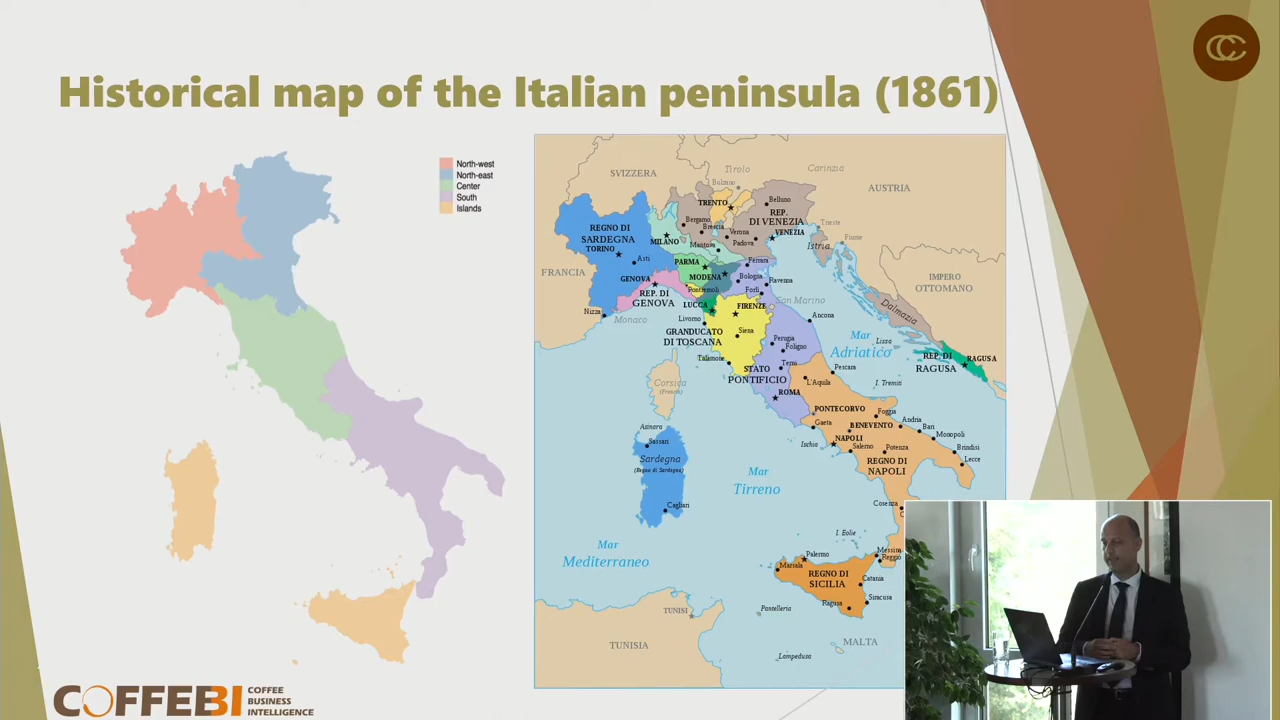 Historical map of the Italian peninsula (1861)
North-west
North-east
Center
South
Islands
SVIZZERA
Tirolo
Bolzano
Carinzia
AUSTRIA
TRENTO
Belluno
REP.
DI VENEZIA
VENEZIA
Bergamo
Brescia
Verona
Padova
Mantova
Trieste
Fiume
Istria
REGNO DI
SARDEGNA
TORINO
MILANO
Asti
FRANCIA
PARMA
MODENA
Ferrara
Bologna
Ravenna
Forlì
GENOVA
REP. DI
GENOVA
Pontremoli
LUCCA
FIRENZE
San Marino
Nizza
Monaco
Livorno
GRANDUCATO
DI TOSCANA
Siena
Talamone
Ancona
IMPERO
OTTOMANO
Dalmazia
Mar
Adriatico
Lissa
REP. DI
RAGUSA
RAGUSA
Perugia
Foligno
Terni
STATO
PONTIFICIO
ROMA
L'Aquila
Pescara
I. Tremiti
Corsica
(Francia)
PONTECORVO
Gaeta
BENEVENTO
Foggia
Andria
Bari
Monopoli
Brindisi
Lecce
Ischia
NAPOLI
Salerno
Potenza
REGNO DI
NAPOLI
Asinara
Sassari
Sardegna
(Regno di Sardegna)
Cagliari
Mar
Tirreno
Cosenza
I. Eolie
Mar
Mediterraneo
Palermo
Marsala
Messina
Reggio
REGNO DI
SICILIA
Catania
Siracusa
Ragusa
TUNISI
Pantelleria
TUNISIA
MALTA
Lampedusa
COFFEBI
COFFEE
BUSINESS
INTELLIGENCE